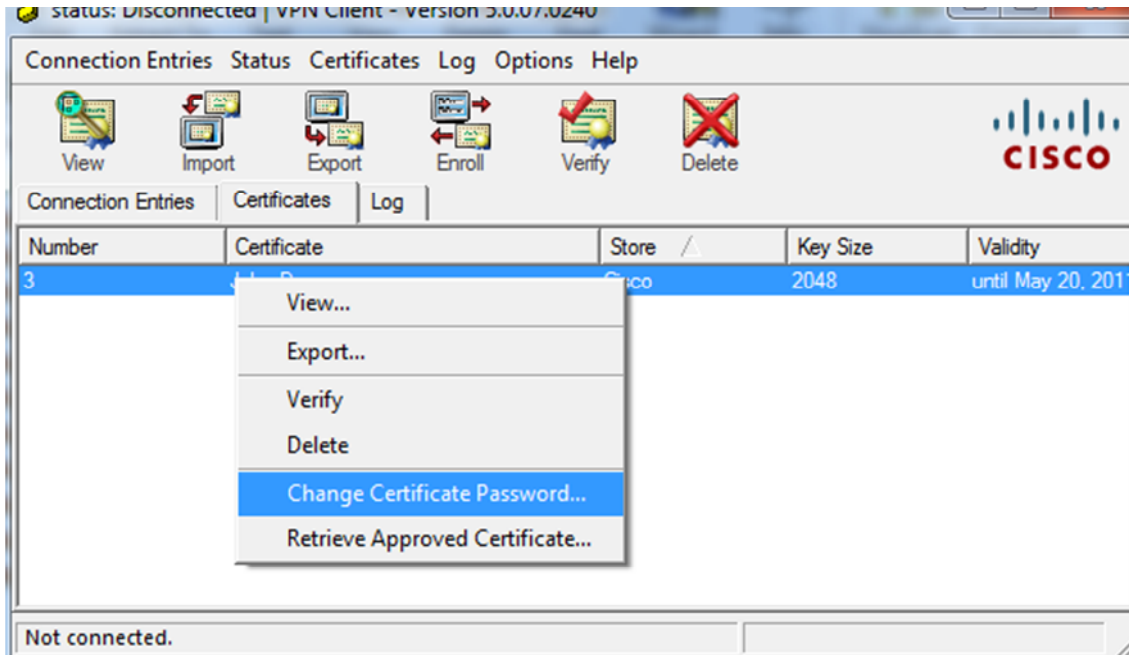 status: Disconnected | VPN Client - Version 5.0.07.0240
Connection Entries Status Certificates Log Options Help
View Import Export Enroll Verify Delete
CISCO
Connection Entries Certificates Log
Number Certificate Store Key Size Validity
3 2048 until May 20, 201
View...
Export...
Verify
Delete
Change Certificate Password...
Retrieve Approved Certificate...
Not connected.